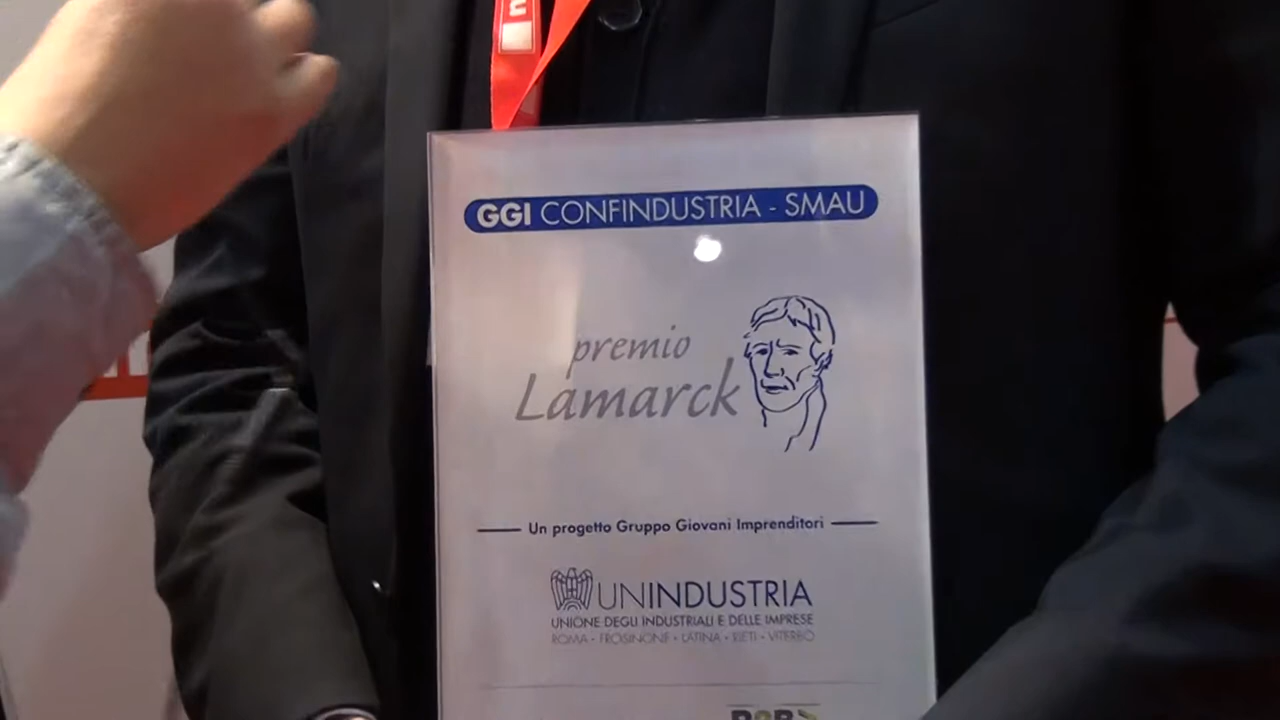 GGI CONFINDUSTRIA - SMAU
premio
Lamarck
Un progetto Gruppo Giovani Imprenditori
UNINDUSTRIA
UNIONE DEGLI INDUSTRIALI E DELLE IMPRESE
ROMA • FROSINONE • LATINA • RIETI • VITERBO